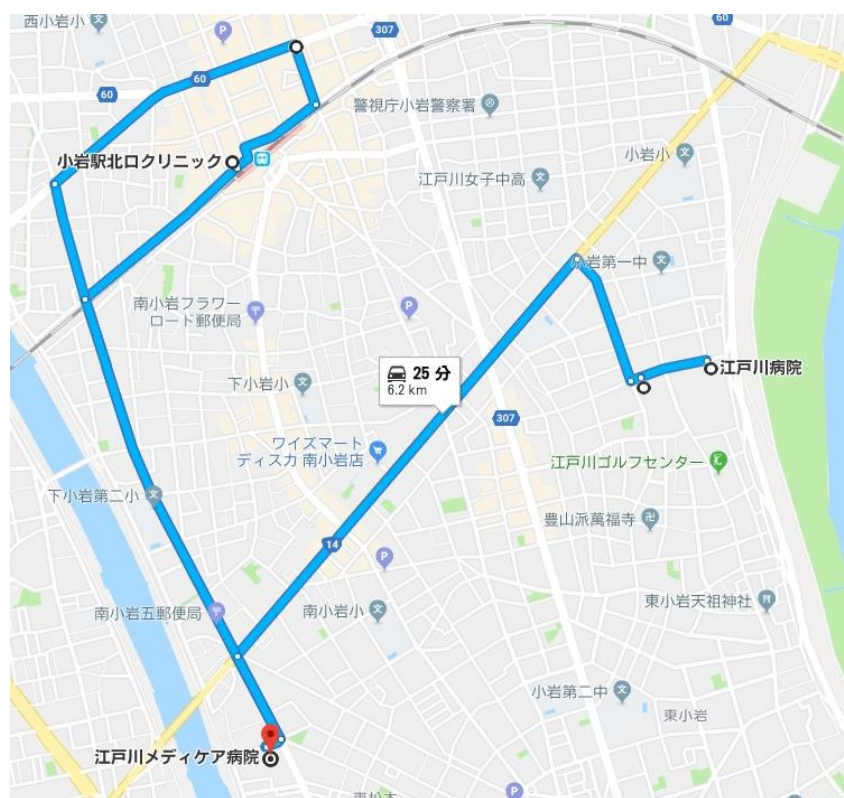 西小岩小
P
307
60
60
60
警視庁小岩警察署
小岩駅北口クリニック
小岩小
江戸川女子中高
小岩第一中
南小岩フラワー
ロード郵便局
P
25 分
6.2 km
江戸川病院
下小岩小
307
ワイズマート
ディスカ 南小岩店
江戸川ゴルフセンター
下小岩第二小
豊山派萬福寺
14
P
南小岩五郵便局
南小岩小
東小岩天祖神社
小岩第二中
東小岩
江戸川メディケア病院
P